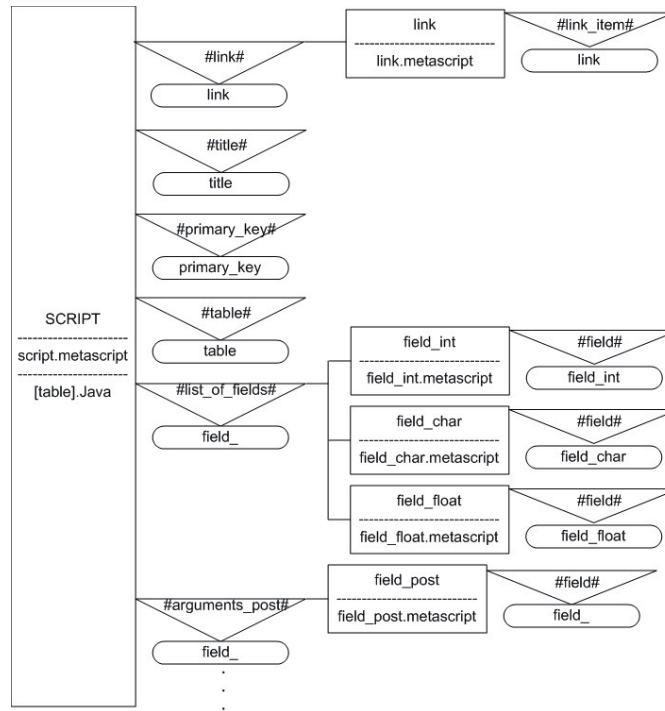 link
#link_item#
#link#
link.metascript
link
link
#title#
title
#primary_key#
primary_key
SCRIPT
script.metascript
[table].Java
#table#
table
field_int
#field#
field_int.metascript
field_int
#list_of_fields#
field_
field_char
#field#
field_char.metascript
field_char
field_float
#field#
field_float.metascript
field_float
field_post
#field#
#arguments_post#
field_post.metascript
field_
field_